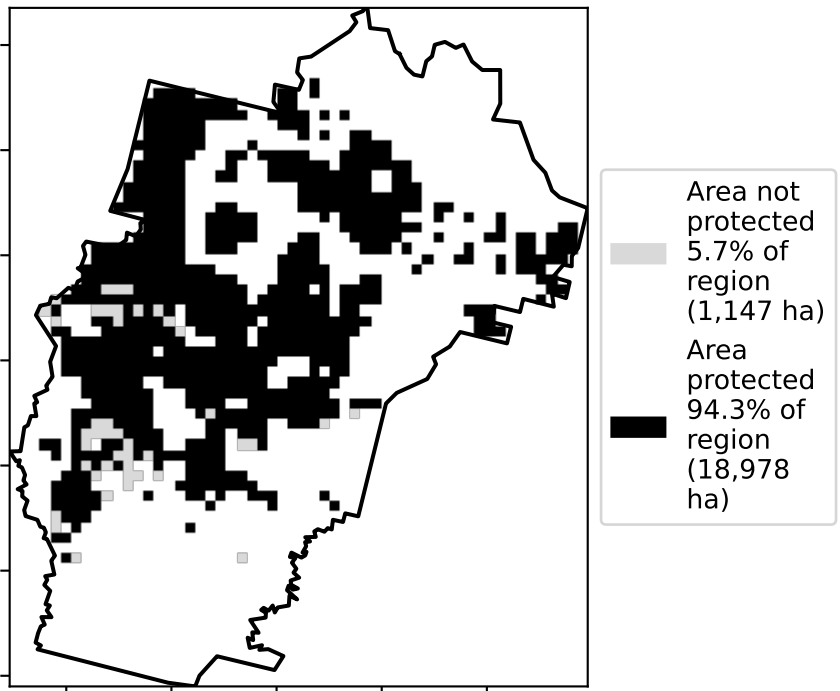 Area not
protected
5.7% of
region
(1,147 ha)
Area
protected
94.3% of
region
(18,978
ha)